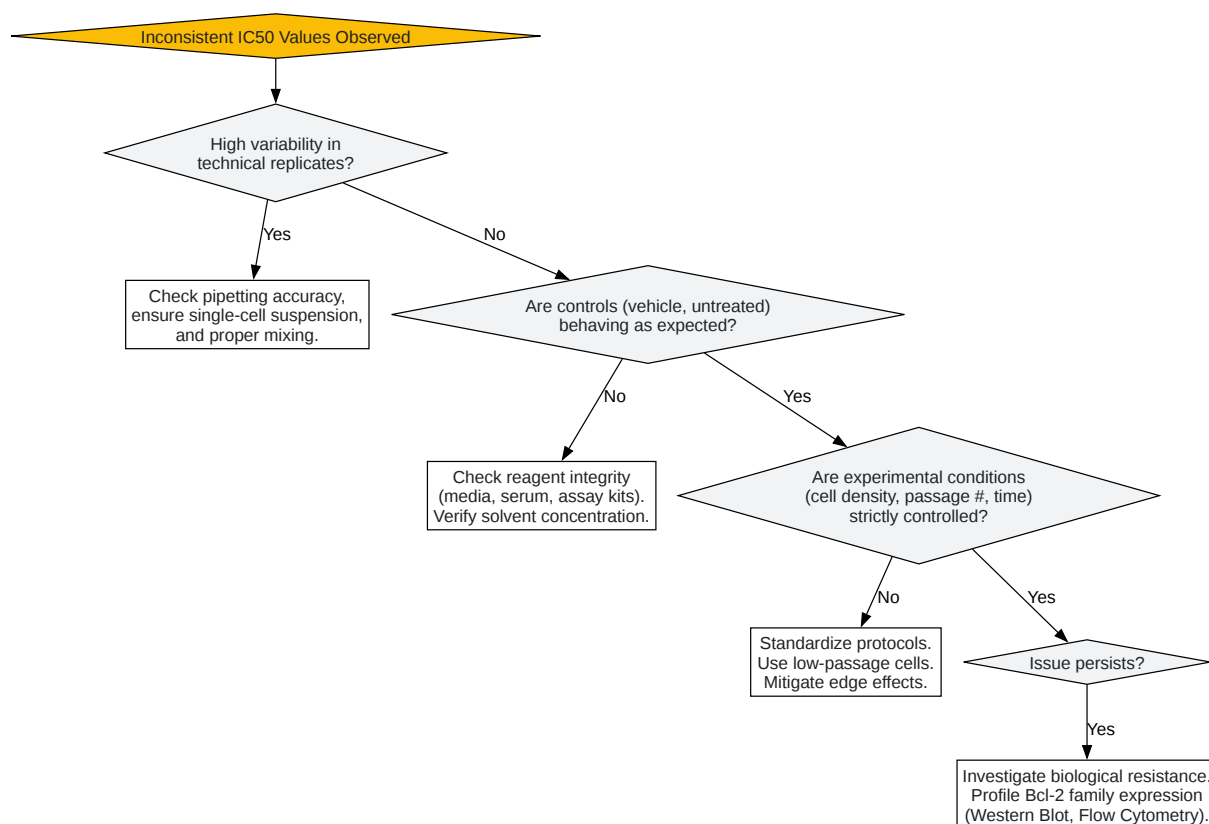 Inconsistent IC50 Values Observed
High variability in
technical replicates?
Yes
No
Check pipetting accuracy,
ensure single-cell suspension,
and proper mixing.
Are controls (vehicle, untreated)
behaving as expected?
No
Yes
Check reagent integrity
(media, serum, assay kits).
Verify solvent concentration.
Are experimental conditions
(cell density, passage #, time)
strictly controlled?
No
Yes
Standardize protocols.
Use low-passage cells.
Mitigate edge effects.
Issue persists?
Yes
Investigate biological resistance.
Profile Bcl-2 family expression
(Western Blot, Flow Cytometry).